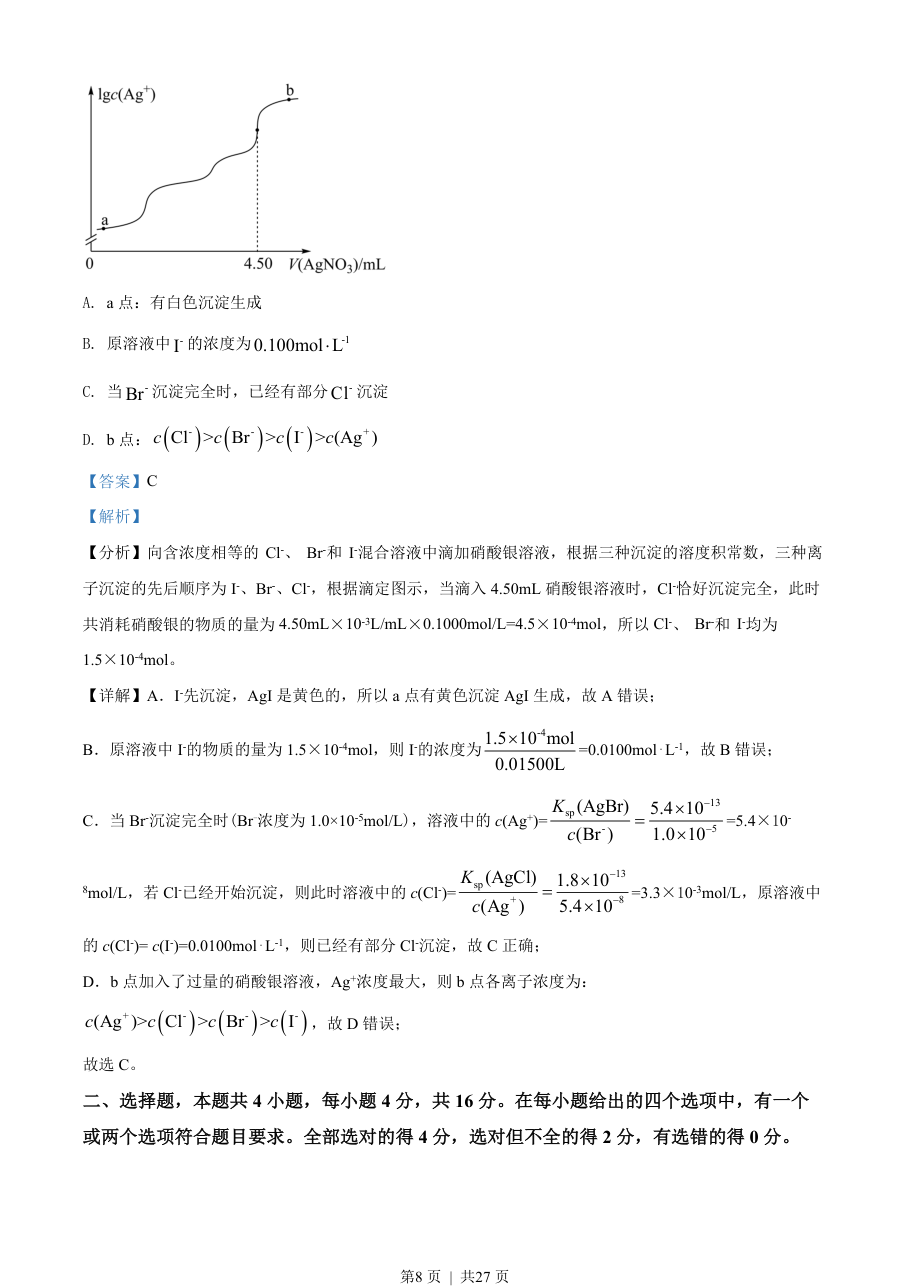 lgc(Ag⁺)
b
a
0 4.50 V(AgNO₃)/mL
A. a 点：有白色沉淀生成
B. 原溶液中 I⁻ 的浓度为 0.100mol·L⁻¹
C. 当 Br⁻ 沉淀完全时，已经有部分 Cl⁻ 沉淀
D. b 点：c(Cl⁻)>c(Br⁻)>c(I⁻)>c(Ag⁺)
【答案】C
【解析】
【分析】向含浓度相等的 Cl⁻、 Br⁻和 I⁻混合溶液中滴加硝酸银溶液，根据三种沉淀的溶度积常数，三种离
子沉淀的先后顺序为 I⁻、Br⁻、Cl⁻，根据滴定图示，当滴入 4.50mL 硝酸银溶液时，Cl⁻恰好沉淀完全，此时
共消耗硝酸银的物质的量为 4.50mL×10⁻³L/mL×0.1000mol/L=4.5×10⁻⁴mol，所以 Cl⁻、 Br⁻和 I⁻均为
1.5×10⁻⁴mol。
【详解】A．I⁻先沉淀，AgI 是黄色的，所以 a 点有黄色沉淀 AgI 生成，故 A 错误；
B．原溶液中 I⁻的物质的量为 1.5×10⁻⁴mol，则 I⁻的浓度为 1.5×10⁻⁴mol/0.01500L =0.0100mol·L⁻¹，故 B 错误；
C．当 Br⁻沉淀完全时(Br⁻浓度为 1.0×10⁻⁵mol/L)，溶液中的 c(Ag⁺)= Ksp(AgBr)/c(Br⁻) = 5.4×10⁻¹³/1.0×10⁻⁵ =5.4×10⁻
⁸mol/L，若 Cl⁻已经开始沉淀，则此时溶液中的 c(Cl⁻)= Ksp(AgCl)/c(Ag⁺) = 1.8×10⁻¹³/5.4×10⁻⁸ =3.3×10⁻³mol/L，原溶液中
的 c(Cl⁻)= c(I⁻)=0.0100mol·L⁻¹，则已经有部分 Cl⁻沉淀，故 C 正确；
D．b 点加入了过量的硝酸银溶液，Ag⁺浓度最大，则 b 点各离子浓度为：
c(Ag⁺)>c(Cl⁻)>c(Br⁻)>c(I⁻)，故 D 错误；
故选 C。
二、选择题，本题共 4 小题，每小题 4 分，共 16 分。在每小题给出的四个选项中，有一个
或两个选项符合题目要求。全部选对的得 4 分，选对但不全的得 2 分，有选错的得 0 分。
第8 页 | 共27 页